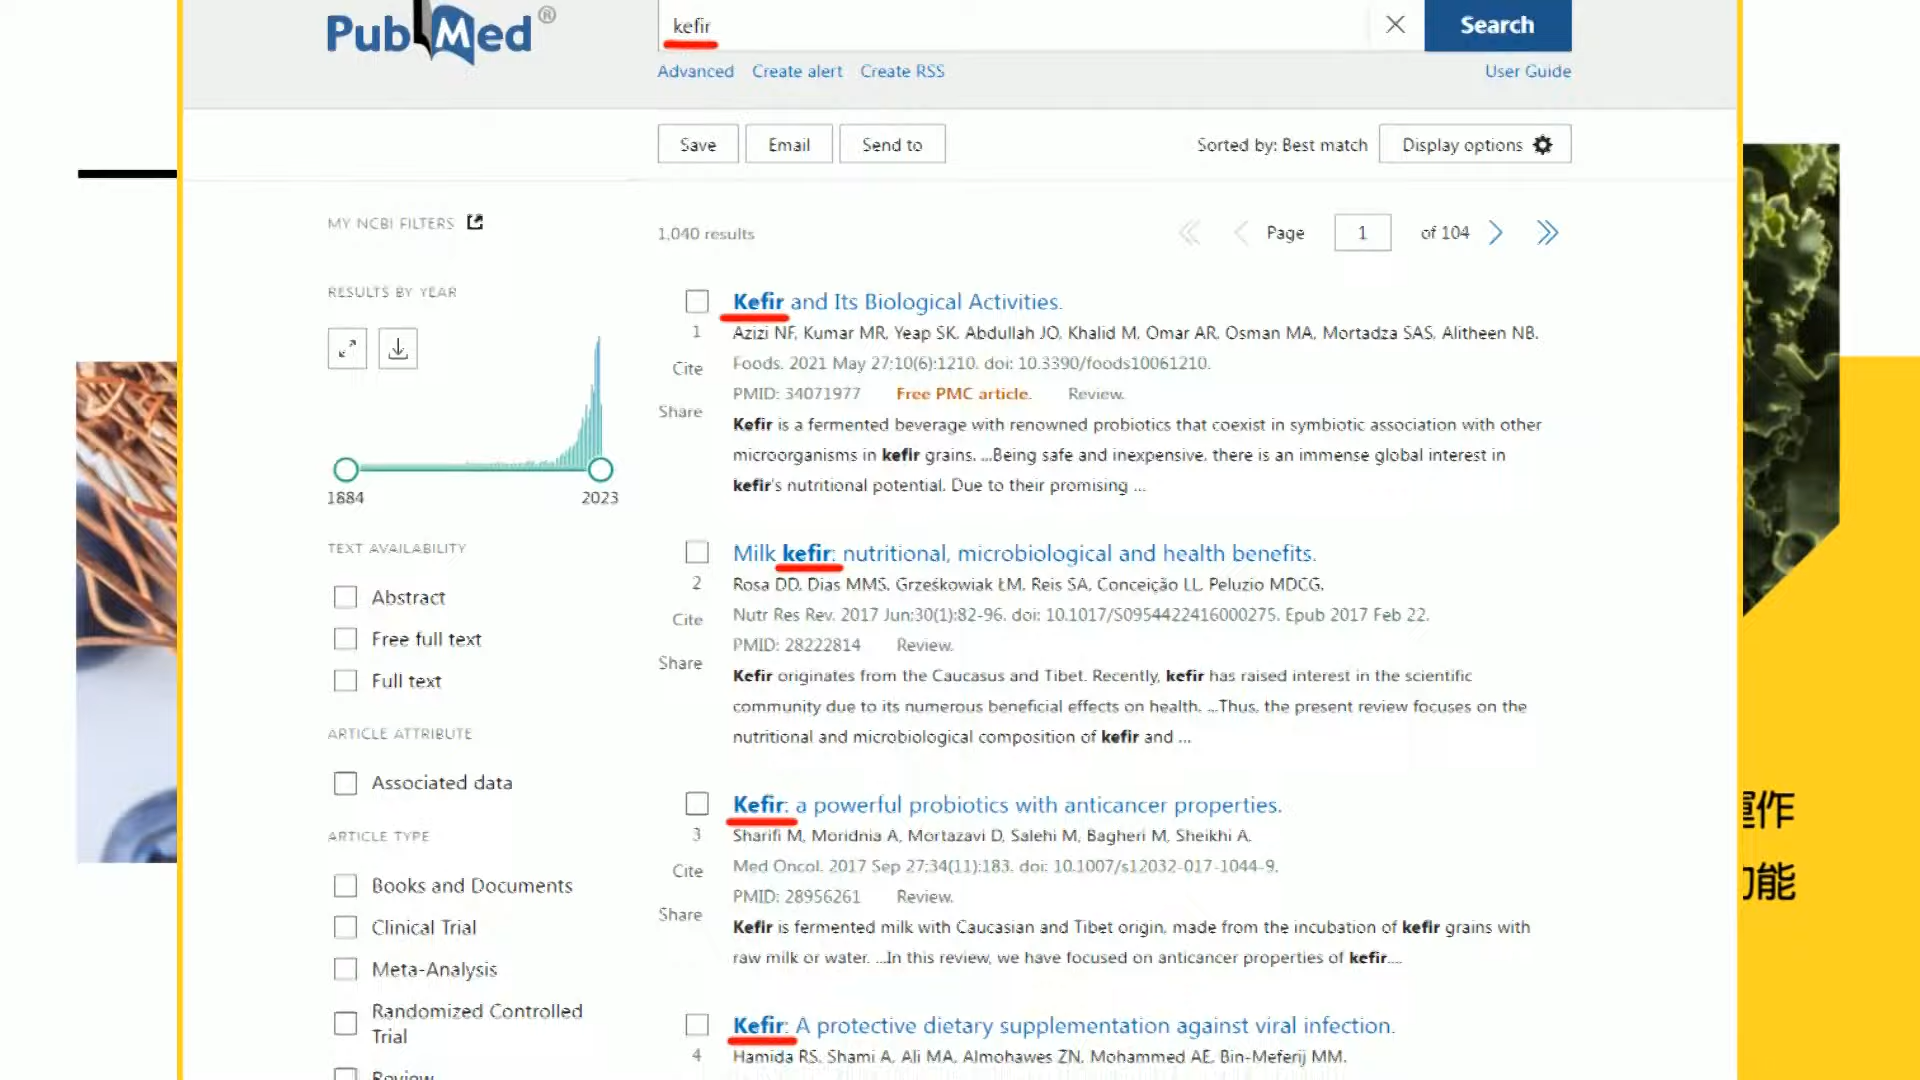 PubMed®
kefir
Search
Advanced Create alert Create RSS
User Guide
Save Email Send to
Sorted by: Best match Display options
MY NCBI FILTERS
1,040 results
Page 1 of 104
RESULTS BY YEAR
1884 2023
TEXT AVAILABILITY
Abstract
Free full text
Full text
ARTICLE ATTRIBUTE
Associated data
ARTICLE TYPE
Books and Documents
Clinical Trial
Meta-Analysis
Randomized Controlled
Trial
Review
Kefir and Its Biological Activities.
1
Azizi NF, Kumar MR, Yeap SK, Abdullah JO, Khalid M, Omar AR, Osman MA, Mortadza SAS, Alitheen NB.
Cite
Foods. 2021 May 27;10(6):1210. doi: 10.3390/foods10061210.
PMID: 34071977 Free PMC article. Review.
Share
Kefir is a fermented beverage with renowned probiotics that coexist in symbiotic association with other
microorganisms in kefir grains. ...Being safe and inexpensive, there is an immense global interest in
kefir's nutritional potential. Due to their promising ...
Milk kefir: nutritional, microbiological and health benefits.
2
Rosa DD, Dias MMS, Grześkowiak ŁM, Reis SA, Conceição LL, Peluzio MDCG.
Cite
Nutr Res Rev. 2017 Jun;30(1):82-96. doi: 10.1017/S0954422416000275. Epub 2017 Feb 22.
PMID: 28222814 Review.
Share
Kefir originates from the Caucasus and Tibet. Recently, kefir has raised interest in the scientific
community due to its numerous beneficial effects on health. ...Thus, the present review focuses on the
nutritional and microbiological composition of kefir and ...
Kefir: a powerful probiotics with anticancer properties.
3
Sharifi M, Moridnia A, Mortazavi D, Salehi M, Bagheri M, Sheikhi A.
Cite
Med Oncol. 2017 Sep 27;34(11):183. doi: 10.1007/s12032-017-1044-9.
PMID: 28956261 Review.
Share
Kefir is fermented milk with Caucasian and Tibet origin, made from the incubation of kefir grains with
raw milk or water. ...In this review, we have focused on anticancer properties of kefir....
Kefir: A protective dietary supplementation against viral infection.
4
Hamida RS, Shami A, Ali MA, Almohawes ZN, Mohammed AE, Bin-Meferij MM.
運作
功能